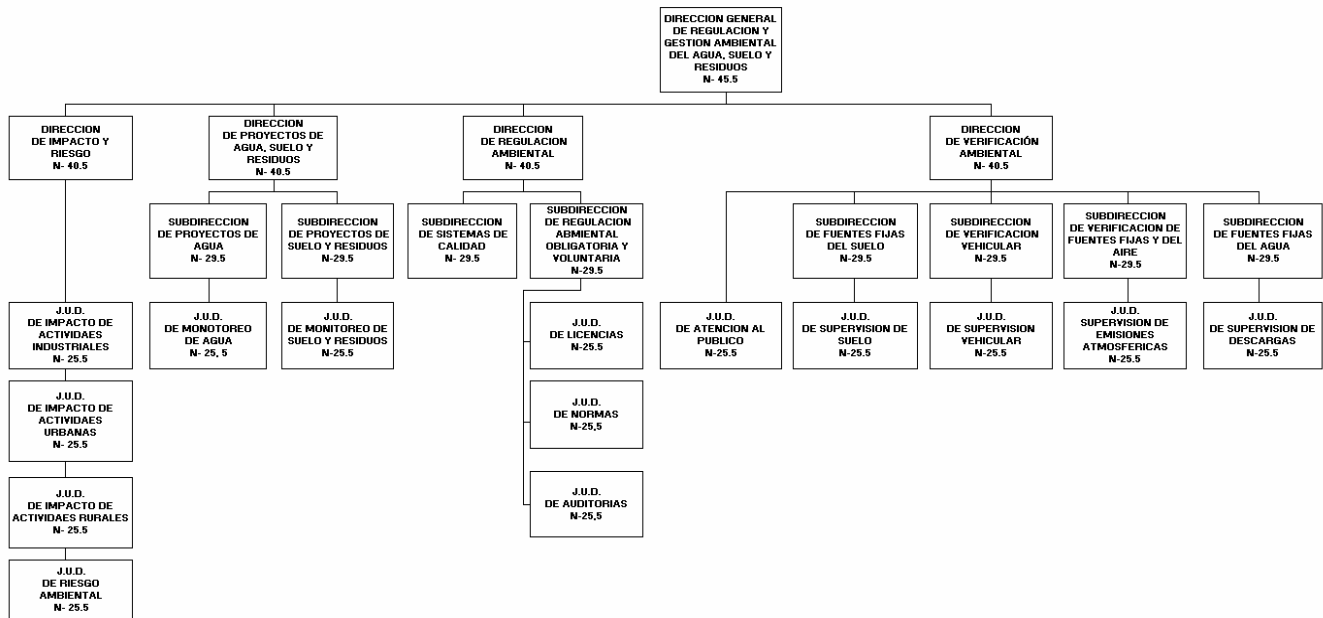 DIRECCION GENERAL
DE REGULACION Y
GESTION AMBIENTAL
DEL AGUA, SUELO Y
RESIDUOS
N- 45.5
DIRECCION
DE IMPACTO Y
RIESGO
N- 40.5
DIRECCION
DE PROYECTOS DE
AGUA, SUELO Y
RESIDUOS
N- 40.5
DIRECCION
DE REGULACION
AMBIENTAL
N- 40.5
DIRECCION
DE VERIFICACIÓN
AMBIENTAL
N- 40.5
SUBDIRECCION
DE PROYECTOS DE
AGUA
N- 29.5
SUBDIRECCION
DE PROYECTOS DE
SUELO Y RESIDUOS
N-29.5
SUBDIRECCION
DE SISTEMAS DE
CALIDAD
N- 29.5
SUBDIRECCION
DE REGULACION
ABMIENTAL
OBLIGATORIA Y
VOLUNTARIA
N-29.5
SUBDIRECCION
DE FUENTES FIJAS
DEL SUELO
N-29.5
SUBDIRECCION
DE VERIFICACION
VEHICULAR
N-29.5
SUBDIRECCION
DE VERIFICACION DE
FUENTES FIJAS Y DEL
AIRE
N-29.5
SUBDIRECCION
DE FUENTES FIJAS
DEL AGUA
N-29.5
J.U.D.
DE IMPACTO DE
ACTIVIDAES
INDUSTRIALES
N- 25.5
J.U.D.
DE MONOTOREO
DE AGUA
N- 25, 5
J.U.D.
DE MONITOREO DE
SUELO Y RESIDUOS
N-25.5
J.U.D.
DE LICENCIAS
N-25.5
J.U.D.
DE ATENCION AL
PUBLICO
N-25.5
J.U.D.
DE SUPERVISION DE
SUELO
N-25.5
J.U.D.
DE SUPERVISION
VEHICULAR
N-25.5
J.U.D.
SUPERVISION DE
EMISIONES
ATMOSFERICAS
N-25.5
J.U.D.
DE SUPERVISION DE
DESCARGAS
N-25.5
J.U.D.
DE IMPACTO DE
ACTIVIDAES
URBANAS
N- 25.5
J.U.D.
DE NORMAS
N-25,5
J.U.D.
DE IMPACTO DE
ACTIVIDAES RURALES
N- 25.5
J.U.D.
DE AUDITORIAS
N-25,5
J.U.D.
DE RIESGO
AMBIENTAL
N- 25.5